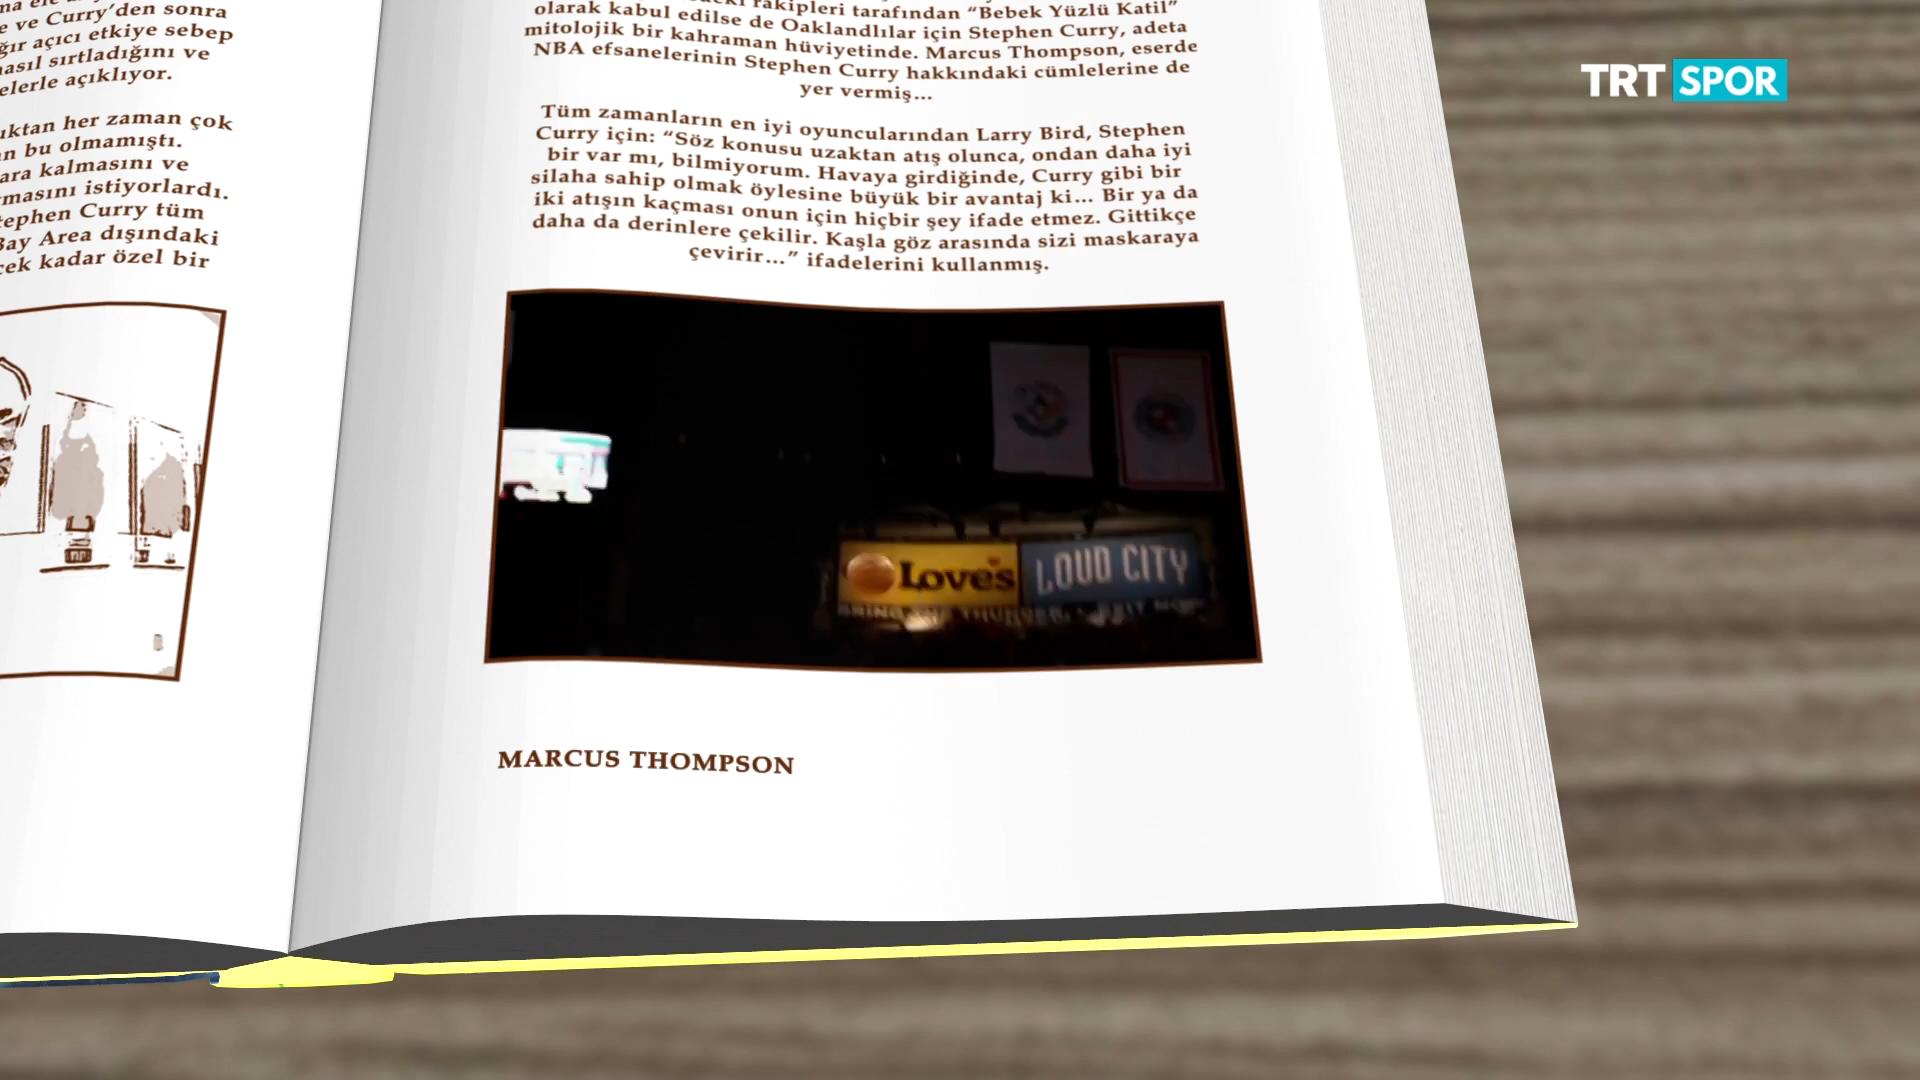 e ve Curry'den sonra
ğır açıcı etkiye sebep
nasıl sırtladığını ve
elerle açıklıyor.
uktan her zaman çok
an bu olmamıştı.
ara kalmasını ve
masını istiyorlardı.
tephen Curry tüm
Bay Area dışındaki
cek kadar özel bir
rakipleri tarafından “Bebek Yüzlü Katil”
olarak kabul edilse de Oaklandlılar için Stephen Curry, adeta
mitolojik bir kahraman hüviyetinde. Marcus Thompson, eserde
NBA efsanelerinin Stephen Curry hakkındaki cümlelerine de
yer vermiş...
Tüm zamanların en iyi oyuncularından Larry Bird, Stephen
Curry için: “Söz konusu uzaktan atış olunca, ondan daha iyi
bir var mı, bilmiyorum. Havaya girdiğinde, Curry gibi bir
silaha sahip olmak öylesine büyük bir avantaj ki... Bir ya da
iki atışın kaçması onun için hiçbir şey ifade etmez. Gittikçe
daha da derinlere çekilir. Kaşla göz arasında sizi maskaraya
çevirir...” ifadelerini kullanmış.
Love's LOUD CITY
MARCUS THOMPSON
TRT SPOR